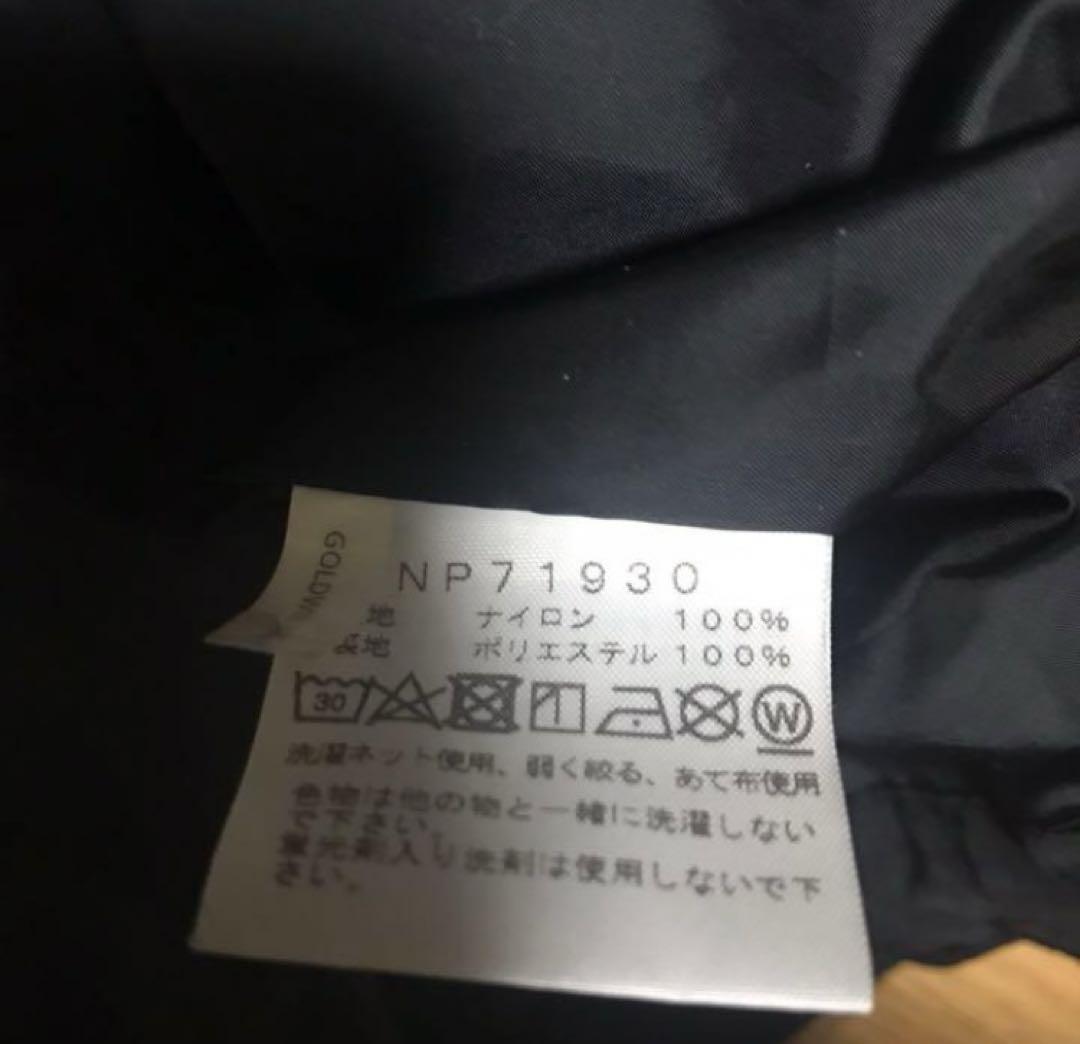 GOLDW
NP71930
地 ナイロン 100%
地 ポリエステル 100%
30 W
洗濯ネット使用、弱く絞る、あて布使用
色物は他の物と一緒に洗濯しない
で下さい。
蛍光剤入り洗剤は使用しないで下
さい。